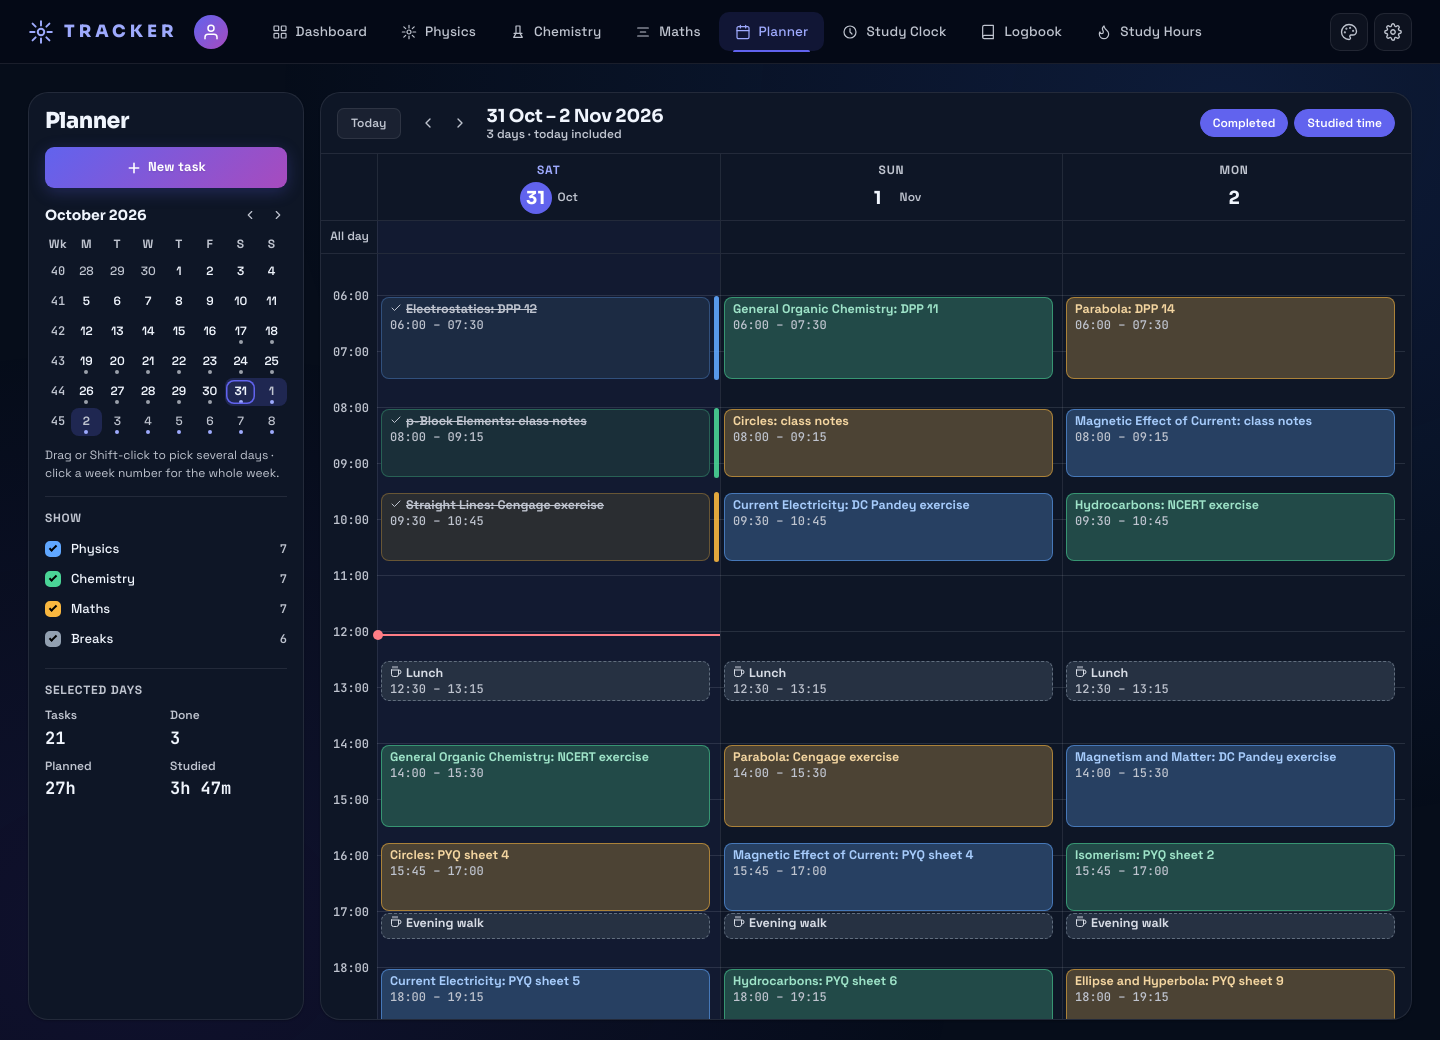 TRACKER
Dashboard
Physics
Chemistry
Maths
Planner
Study Clock
Logbook
Study Hours
Planner
+ New task
October 2026
Wk M T W T F S S
40 28 29 30 1 2 3 4
41 5 6 7 8 9 10 11
42 12 13 14 15 16 17 18
43 19 20 21 22 23 24 25
44 26 27 28 29 30 31 1
45 2 3 4 5 6 7 8
Drag or Shift-click to pick several days ·
click a week number for the whole week.
SHOW
Physics 7
Chemistry 7
Maths 7
Breaks 6
SELECTED DAYS
Tasks Done
21 3
Planned Studied
27h 3h 47m
Today
31 Oct – 2 Nov 2026
3 days · today included
Completed
Studied time
SAT
31 Oct
SUN
1 Nov
MON
2
All day
06:00
07:00
08:00
09:00
10:00
11:00
12:00
13:00
14:00
15:00
16:00
17:00
18:00
Electrostatics: DPP 12
06:00 – 07:30
p-Block Elements: class notes
08:00 – 09:15
Straight Lines: Cengage exercise
09:30 – 10:45
Lunch
12:30 – 13:15
General Organic Chemistry: NCERT exercise
14:00 – 15:30
Circles: PYQ sheet 4
15:45 – 17:00
Evening walk
Current Electricity: PYQ sheet 5
18:00 – 19:15
General Organic Chemistry: DPP 11
06:00 – 07:30
Circles: class notes
08:00 – 09:15
Current Electricity: DC Pandey exercise
09:30 – 10:45
Lunch
12:30 – 13:15
Parabola: Cengage exercise
14:00 – 15:30
Magnetic Effect of Current: PYQ sheet 4
15:45 – 17:00
Evening walk
Hydrocarbons: PYQ sheet 6
18:00 – 19:15
Parabola: DPP 14
06:00 – 07:30
Magnetic Effect of Current: class notes
08:00 – 09:15
Hydrocarbons: NCERT exercise
09:30 – 10:45
Lunch
12:30 – 13:15
Magnetism and Matter: DC Pandey exercise
14:00 – 15:30
Isomerism: PYQ sheet 2
15:45 – 17:00
Evening walk
Ellipse and Hyperbola: PYQ sheet 9
18:00 – 19:15